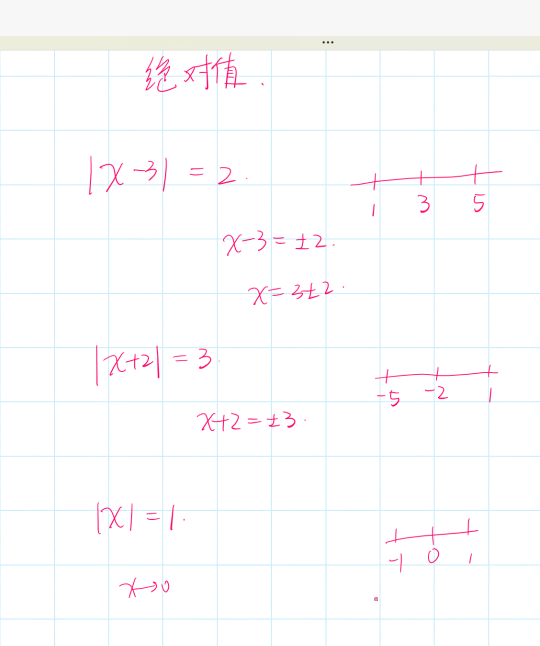 绝对值.
|x-3| = 2.
1 3 5
x-3=±2.
x=3±2.
|x+2| = 3.
-5 -2 1
x+2=±3.
|x| = 1.
-1 0 1
x→0